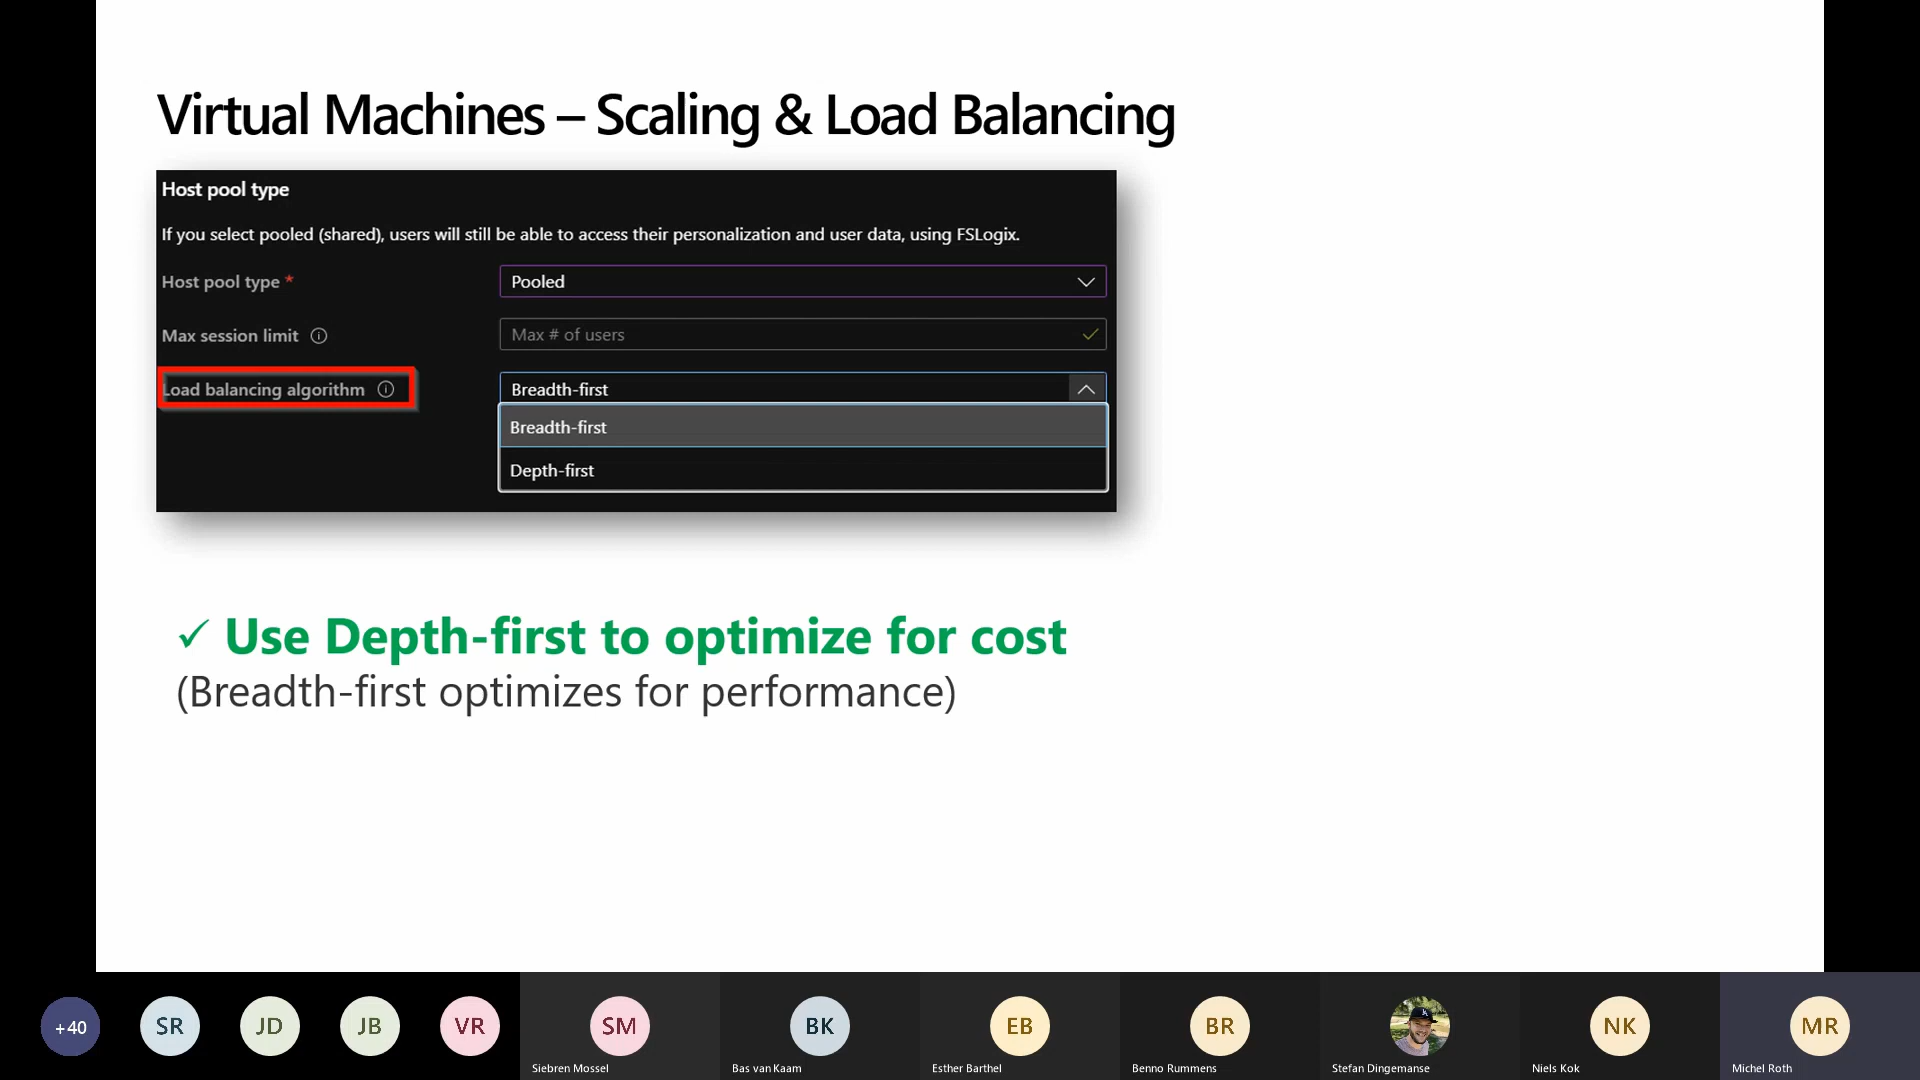 Virtual Machines – Scaling & Load Balancing
Host pool type
If you select pooled (shared), users will still be able to access their personalization and user data, using FSLogix.
Host pool type *
Pooled
Max session limit
Max # of users
Load balancing algorithm
Breadth-first
Breadth-first
Depth-first
✓ Use Depth-first to optimize for cost
(Breadth-first optimizes for performance)
+40
SR
JD
JB
VR
SM
BK
EB
BR
NK
MR
Siebren Mossel
Bas van Kaam
Esther Barthel
Benno Rummens
Stefan Dingemanse
Niels Kok
Michel Roth